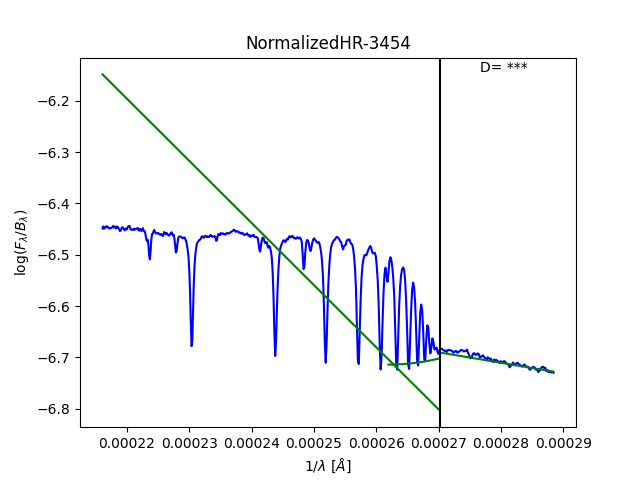 NormalizedHR-3454
D= ***
−6.2
−6.3
−6.4
−6.5
−6.6
−6.7
−6.8
log(Fλ/Bλ)
0.00022 0.00023 0.00024 0.00025 0.00026 0.00027 0.00028 0.00029
1/λ [Å]